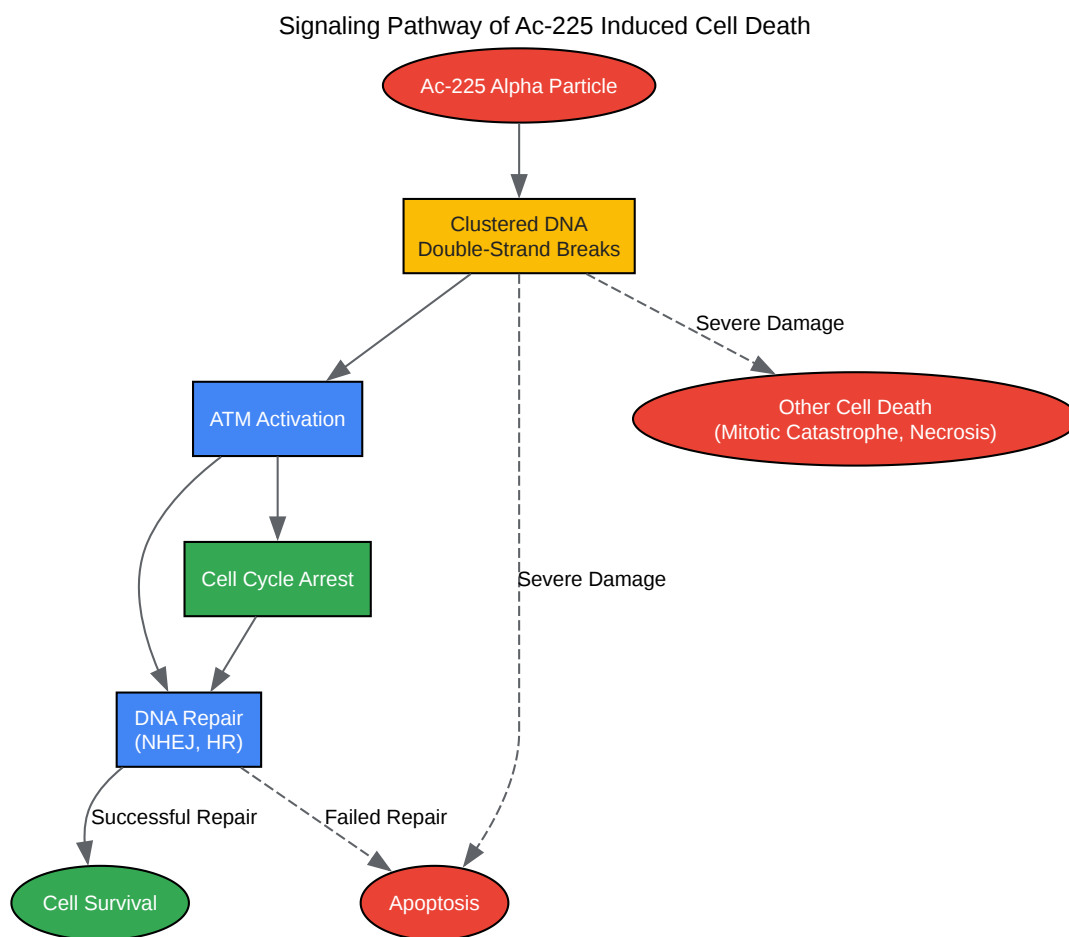 Signaling Pathway of Ac-225 Induced Cell Death
Ac-225 Alpha Particle
Clustered DNA
Double-Strand Breaks
Severe Damage
ATM Activation
Other Cell Death
(Mitotic Catastrophe, Necrosis)
Cell Cycle Arrest
Severe Damage
DNA Repair
(NHEJ, HR)
Successful Repair
Failed Repair
Cell Survival
Apoptosis